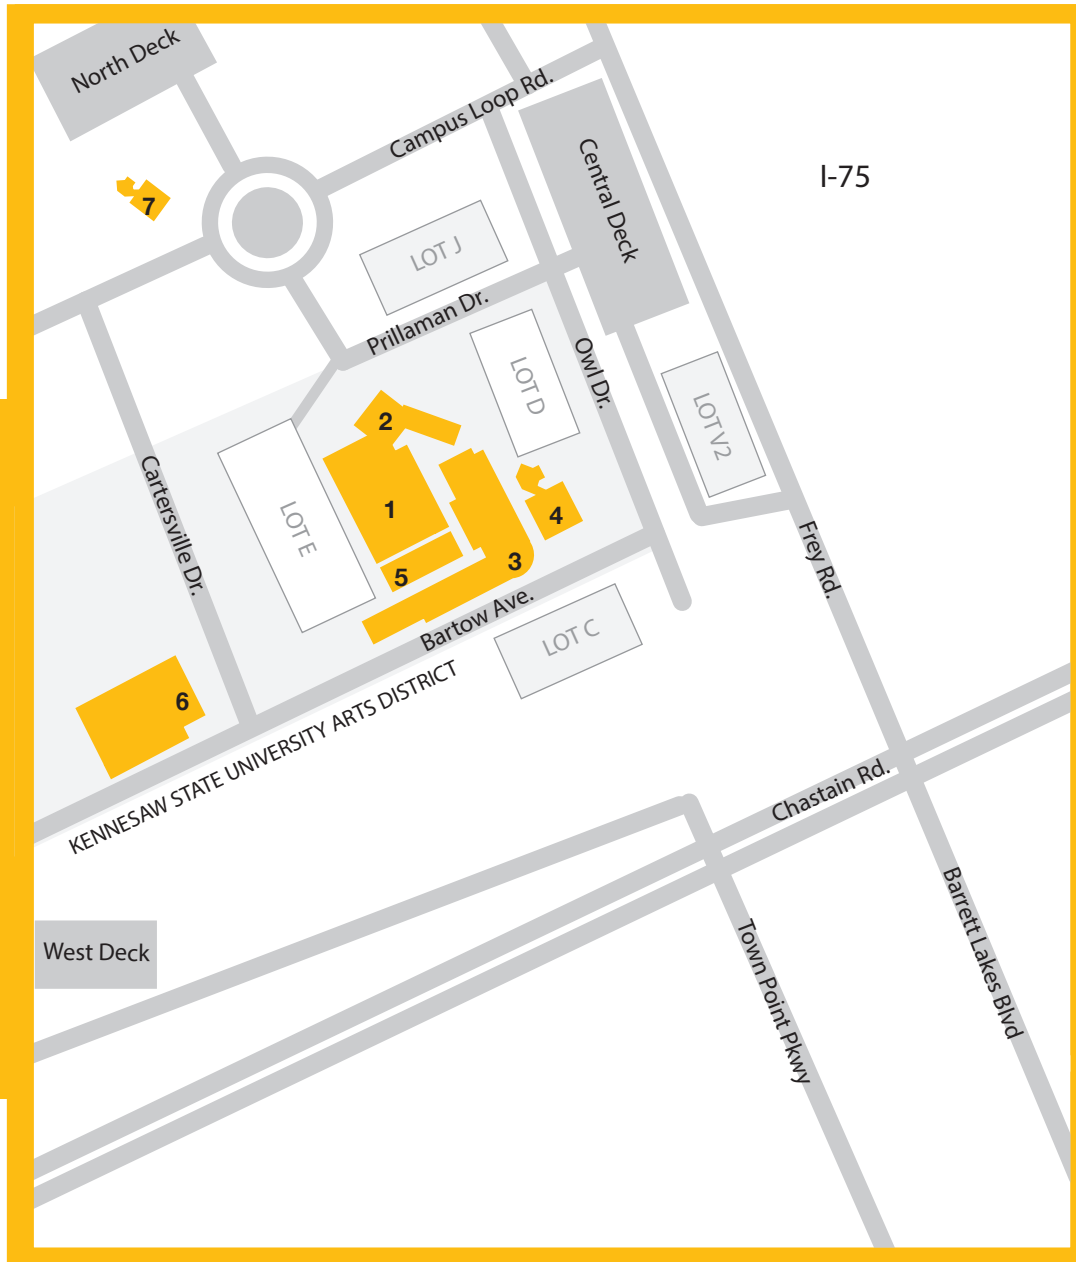 North Deck
Campus Loop Rd.
Central Deck
I-75
7
LOT J
Prillaman Dr.
Owl Dr.
LOT D
LOT V2
2
1
4
3
5
LOT E
Cartersville Dr.
Frey Rd.
Bartow Ave.
LOT C
6
KENNESAW STATE UNIVERSITY ARTS DISTRICT
Chastain Rd.
Barrett Lakes Blvd
Town Point Pkwy
West Deck